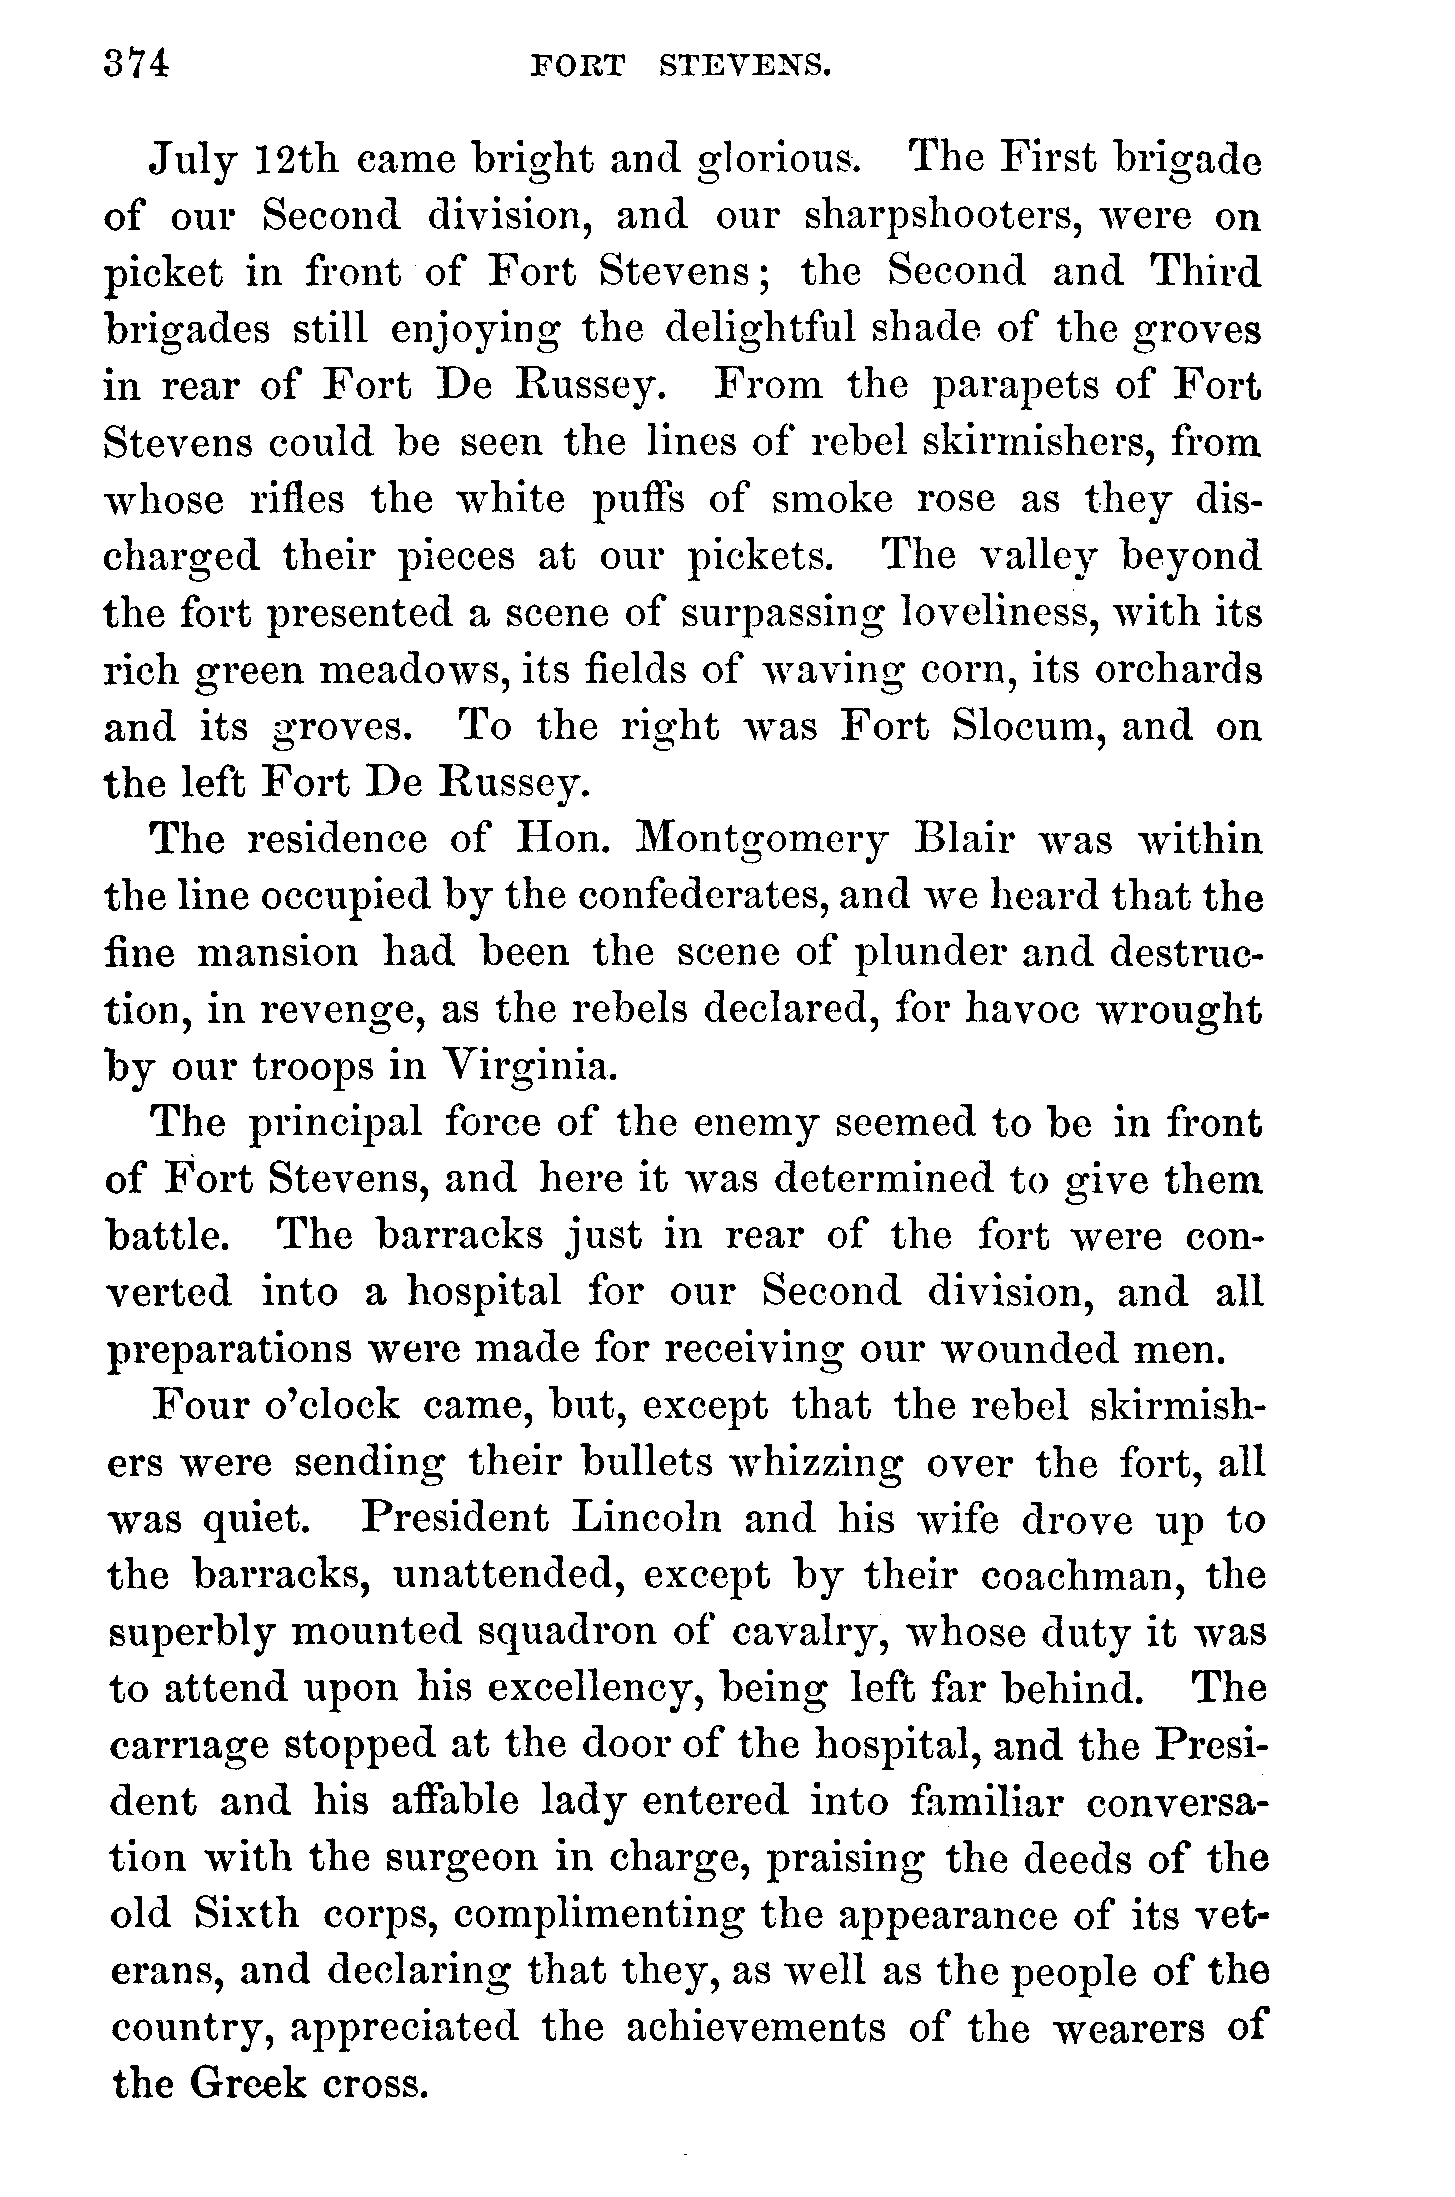 374 FORT STEVENS.
July 12th came bright and glorious. The First brigade
of our Second division, and our sharpshooters, were on
picket in front of Fort Stevens; the Second and Third
brigades still enjoying the delightful shade of the groves
in rear of Fort De Russey. From the parapets of Fort
Stevens could be seen the lines of rebel skirmishers, from
whose rifles the white puffs of smoke rose as they dis-
charged their pieces at our pickets. The valley beyond
the fort presented a scene of surpassing loveliness, with its
rich green meadows, its fields of waving corn, its orchards
and its groves. To the right was Fort Slocum, and on
the left Fort De Russey.
The residence of Hon. Montgomery Blair was within
the line occupied by the confederates, and we heard that the
fine mansion had been the scene of plunder and destruc-
tion, in revenge, as the rebels declared, for havoc wrought
by our troops in Virginia.
The principal force of the enemy seemed to be in front
of Fort Stevens, and here it was determined to give them
battle. The barracks just in rear of the fort were con-
verted into a hospital for our Second division, and all
preparations were made for receiving our wounded men.
Four o'clock came, but, except that the rebel skirmish-
ers were sending their bullets whizzing over the fort, all
was quiet. President Lincoln and his wife drove up to
the barracks, unattended, except by their coachman, the
superbly mounted squadron of cavalry, whose duty it was
to attend upon his excellency, being left far behind. The
carriage stopped at the door of the hospital, and the Presi-
dent and his affable lady entered into familiar conversa-
tion with the surgeon in charge, praising the deeds of the
old Sixth corps, complimenting the appearance of its vet-
erans, and declaring that they, as well as the people of the
country, appreciated the achievements of the wearers of
the Greek cross.